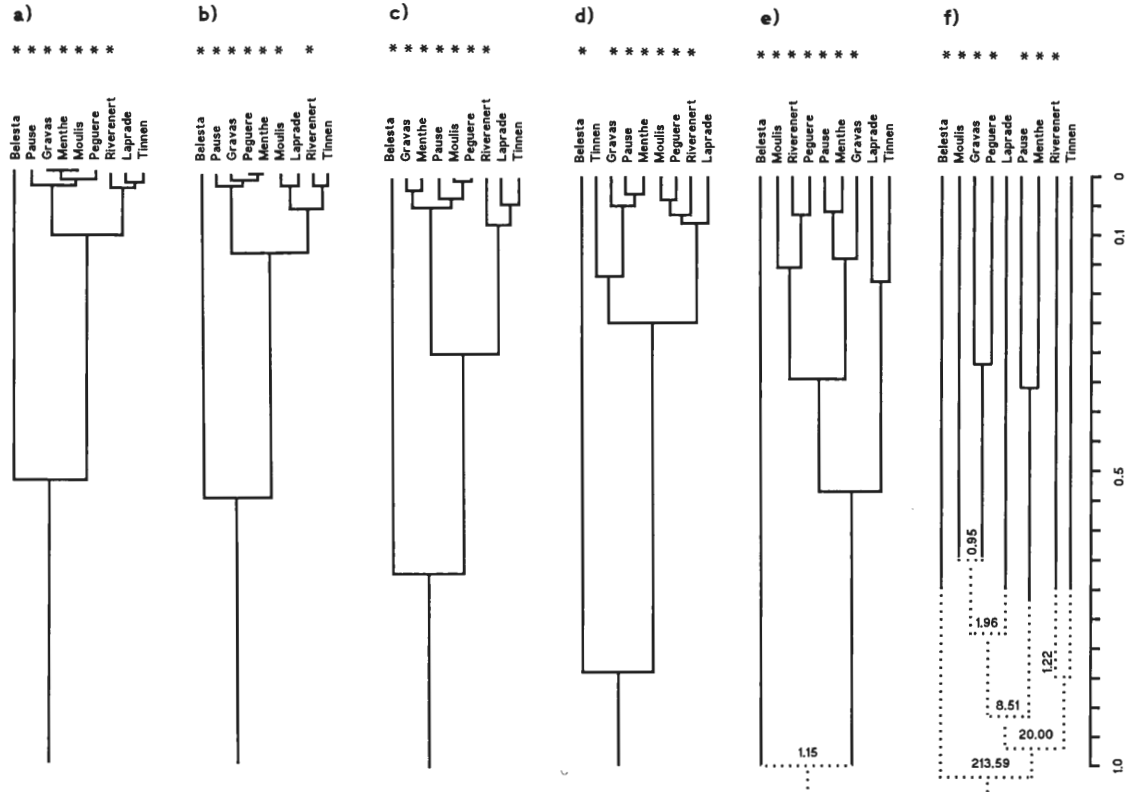 a) b) c) d) e) f)
* * * * * * * * * * * * * * * * * * * * * * * * * * * * * * * * * * * * * * * * * *
Belesta
Pause
Gravas
Menthe
Moulis
Peguere
Riverenert
Laprade
Tinnen
Belesta
Pause
Gravas
Peguere
Menthe
Moulis
Laprade
Riverenert
Tinnen
Belesta
Gravas
Menthe
Pause
Moulis
Peguere
Riverenert
Laprade
Tinnen
Belesta
Tinnen
Gravas
Pause
Menthe
Moulis
Peguere
Riverenert
Laprade
Belesta
Moulis
Riverenert
Peguere
Pause
Menthe
Gravas
Laprade
Tinnen
Belesta
Moulis
Gravas
Peguere
Laprade
Pause
Menthe
Riverenert
Tinnen
0
0.1
0.5
1.0
1.15
0.95
1.96
1.22
8.51
20.00
213.59